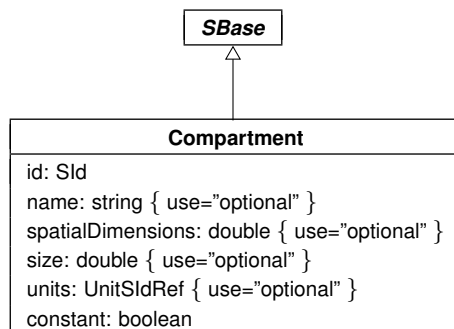 SBase
Compartment
id: SId
name: string { use=”optional” }
spatialDimensions: double { use=”optional” }
size: double { use=”optional” }
units: UnitSIdRef { use=”optional” }
constant: boolean